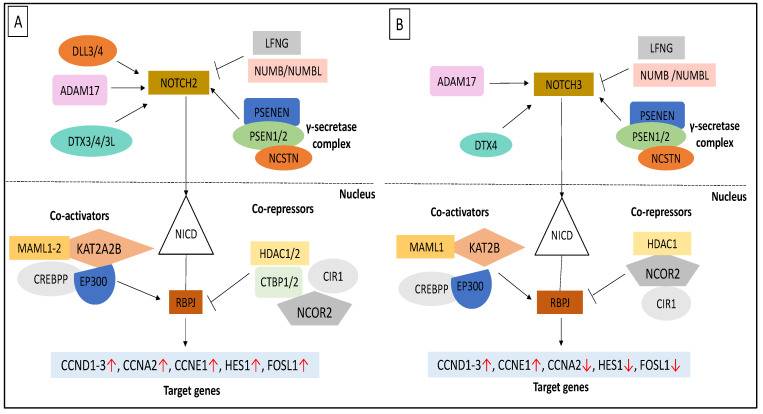 A
DLL3/4
LFNG
NOTCH2
NUMB/NUMBL
ADAM17
PSENEN
γ-secretase
complex
DTX3/4/3L
PSEN1/2
NCSTN
Nucleus
Co-activators
Co-repressors
NICD
MAML1-2
KAT2A2B
HDAC1/2
CREBPP
EP300
CTBP1/2
CIR1
RBPJ
NCOR2
CCND1-3↑, CCNA2↑, CCNE1↑, HES1↑, FOSL1↑
Target genes
B
LFNG
ADAM17
NOTCH3
NUMB /NUMBL
PSENEN
γ-secretase
complex
DTX4
PSEN1/2
NCSTN
Nucleus
Co-activators
Co-repressors
NICD
MAML1
KAT2B
HDAC1
CREBPP
EP300
NCOR2
RBPJ
CIR1
CCND1-3↑, CCNE1↑, CCNA2↓, HES1↓, FOSL1↓
Target genes